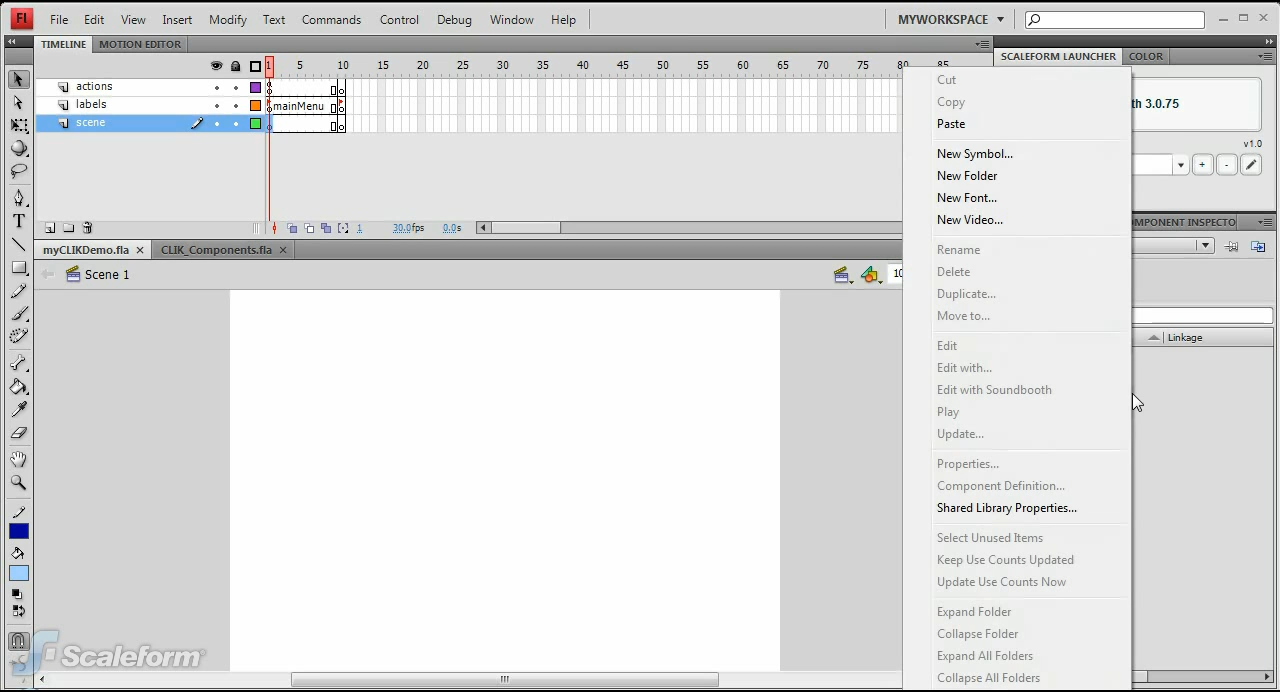 Fl File Edit View Insert Modify Text Commands Control Debug Window Help MYWORKSPACE
TIMELINE MOTION EDITOR SCALEFORM LAUNCHER COLOR
1 5 10 15 20 25 30 35 40 45 50 55 60 65 70 75 80 85
actions
labels mainMenu
scene
1 30.0fps 0.0s
myCLIKDemo.fla CLIK_Components.fla
Scene 1 10
th 3.0.75
v1.0
+ -
OMPONENT INSPECTO
Linkage
Cut
Copy
Paste
New Symbol...
New Folder
New Font...
New Video...
Rename
Delete
Duplicate...
Move to...
Edit
Edit with...
Edit with Soundbooth
Play
Update...
Properties...
Component Definition...
Shared Library Properties...
Select Unused Items
Keep Use Counts Updated
Update Use Counts Now
Expand Folder
Collapse Folder
Expand All Folders
Collapse All Folders
T
Scaleform